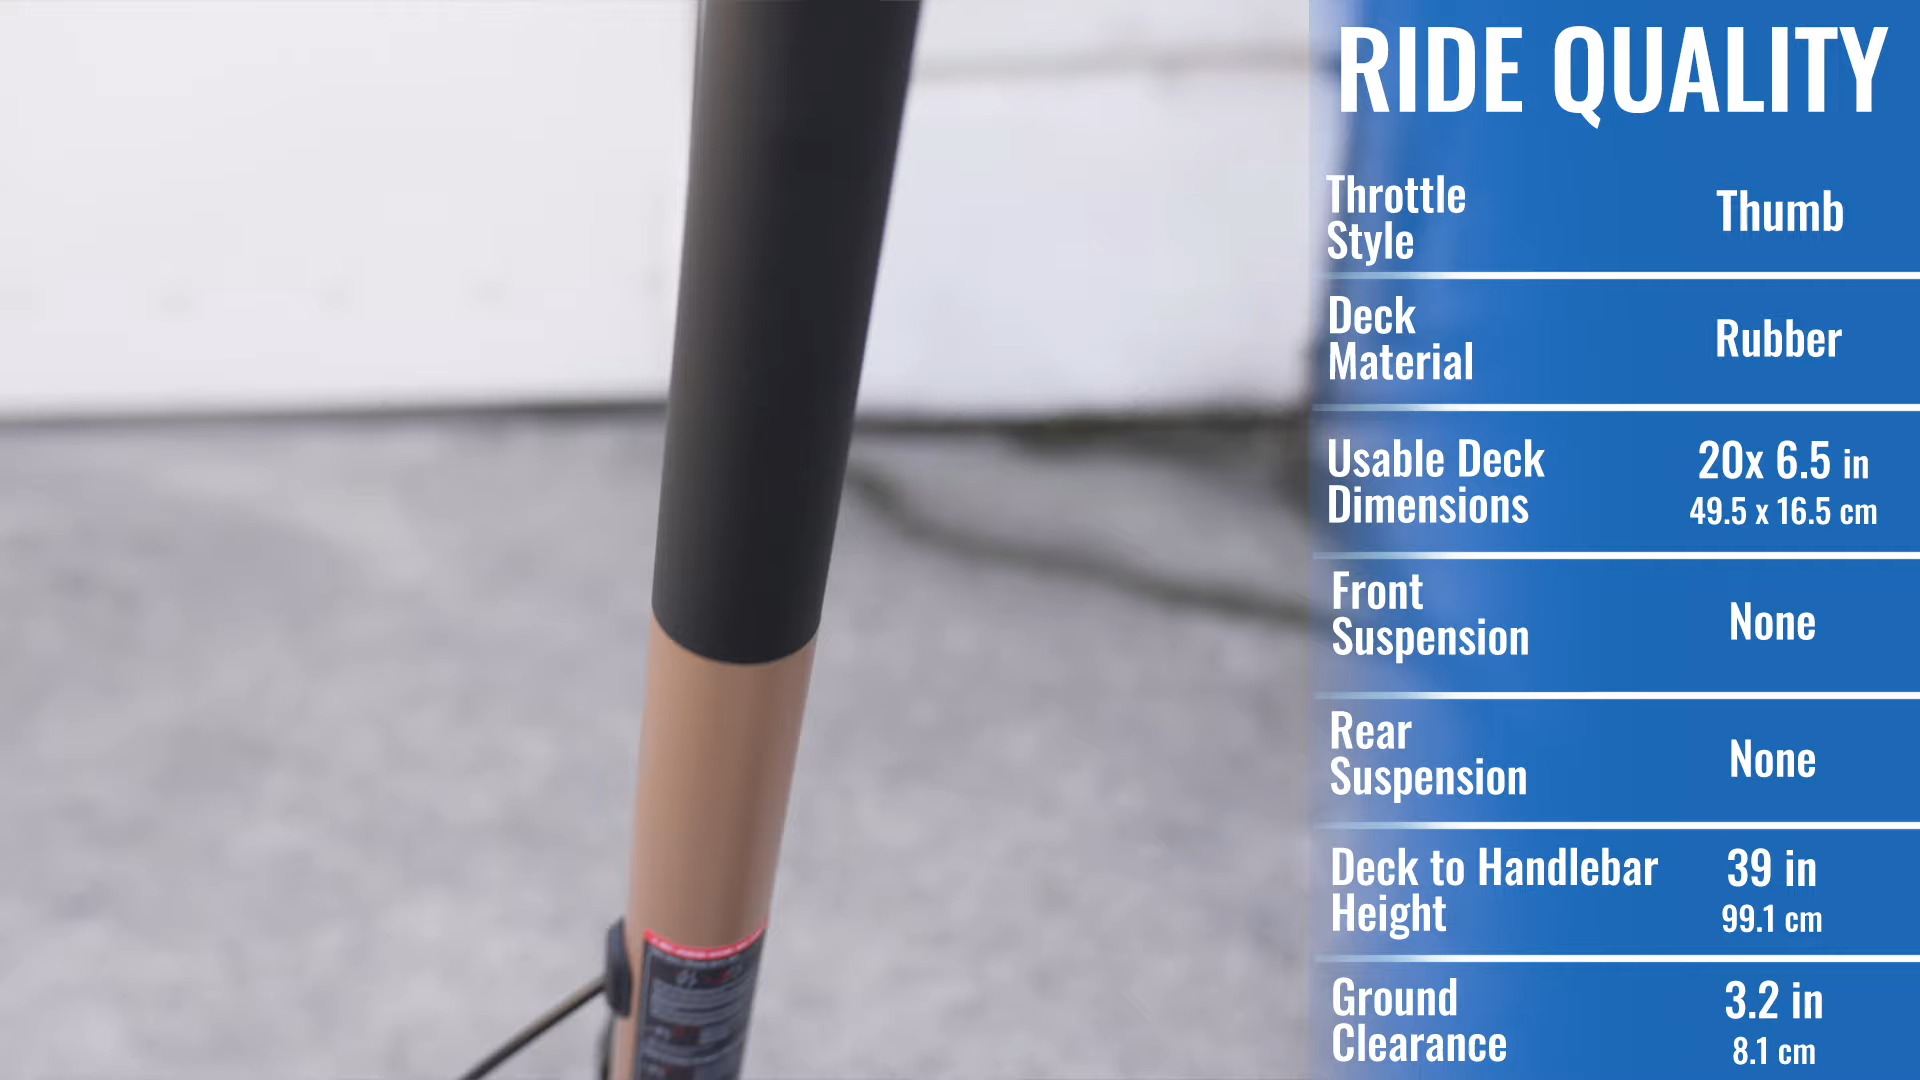 RIDE QUALITY
Throttle
Style
Thumb
Deck
Material
Rubber
Usable Deck
Dimensions
20x 6.5 in
49.5 x 16.5 cm
Front
Suspension
None
Rear
Suspension
None
Deck to Handlebar
Height
39 in
99.1 cm
Ground
Clearance
3.2 in
8.1 cm